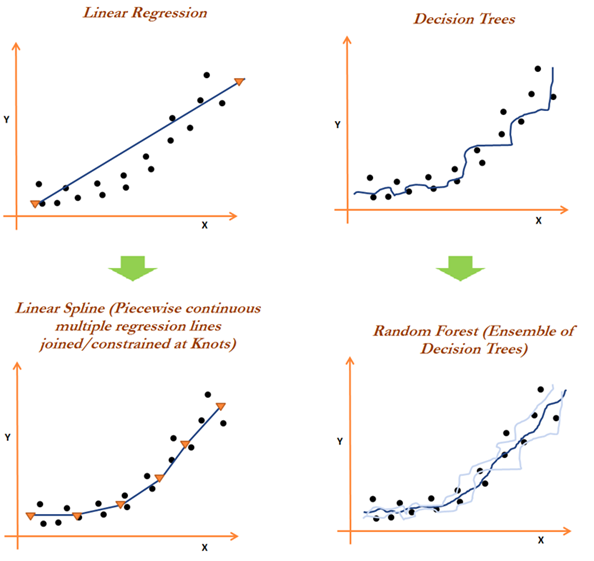 Linear Regression
Y
X
Decision Trees
Y
X
Linear Spline (Piecewise continuous
multiple regression lines
joined/constrained at Knots)
Y
X
Random Forest (Ensemble of
Decision Trees)
Y
X